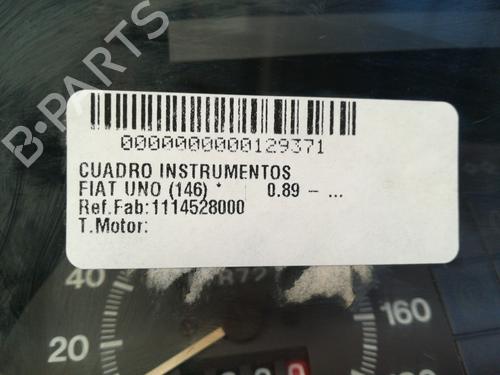 B-PARTS
0000000000129371
CUADRO INSTRUMENTOS
FIAT UNO (146) * 0.89 – ...
Ref.Fab:1114528000
T.Motor:
40
160
20